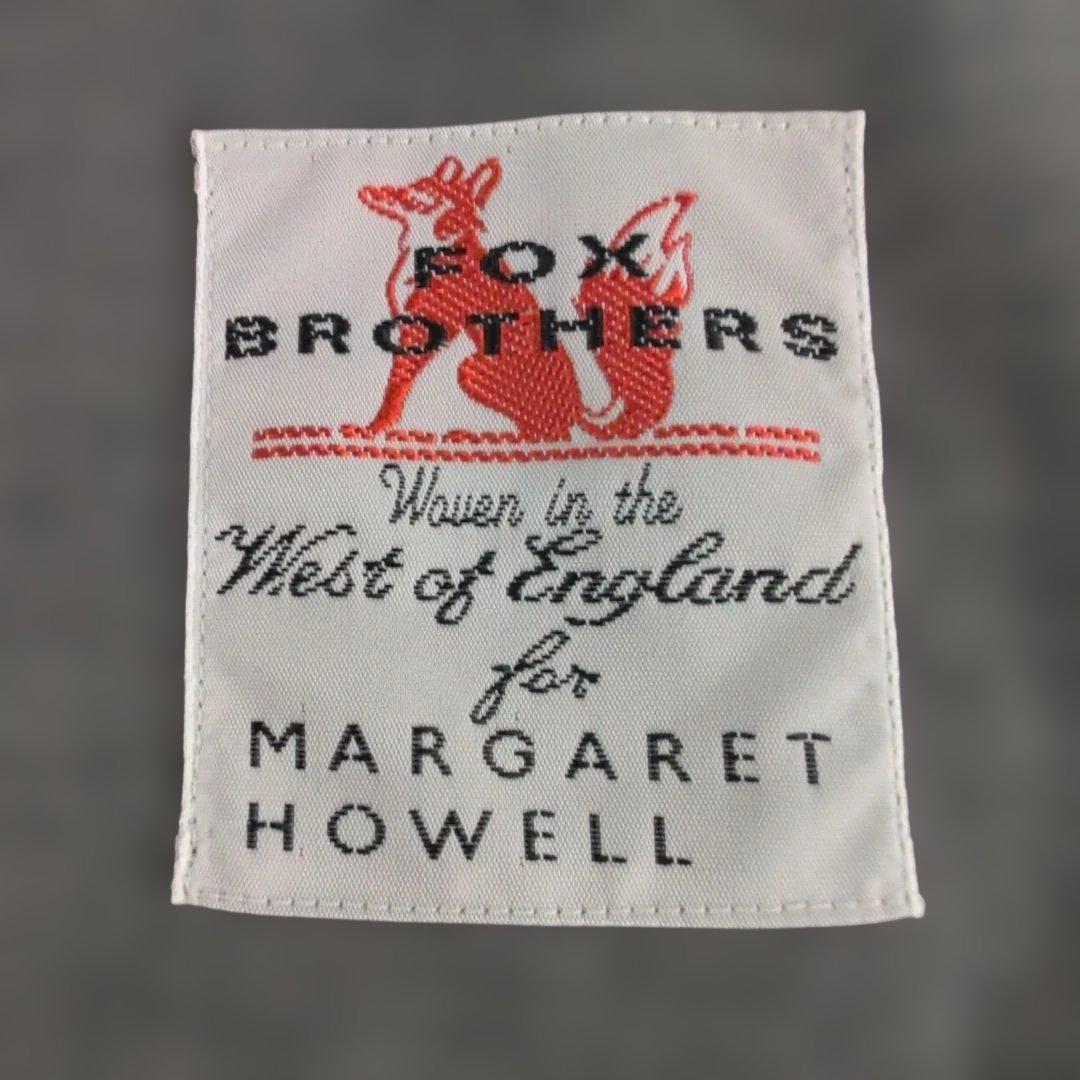 FOX
BROTHERS
Woven in the
West of England
for
MARGARET
HOWELL